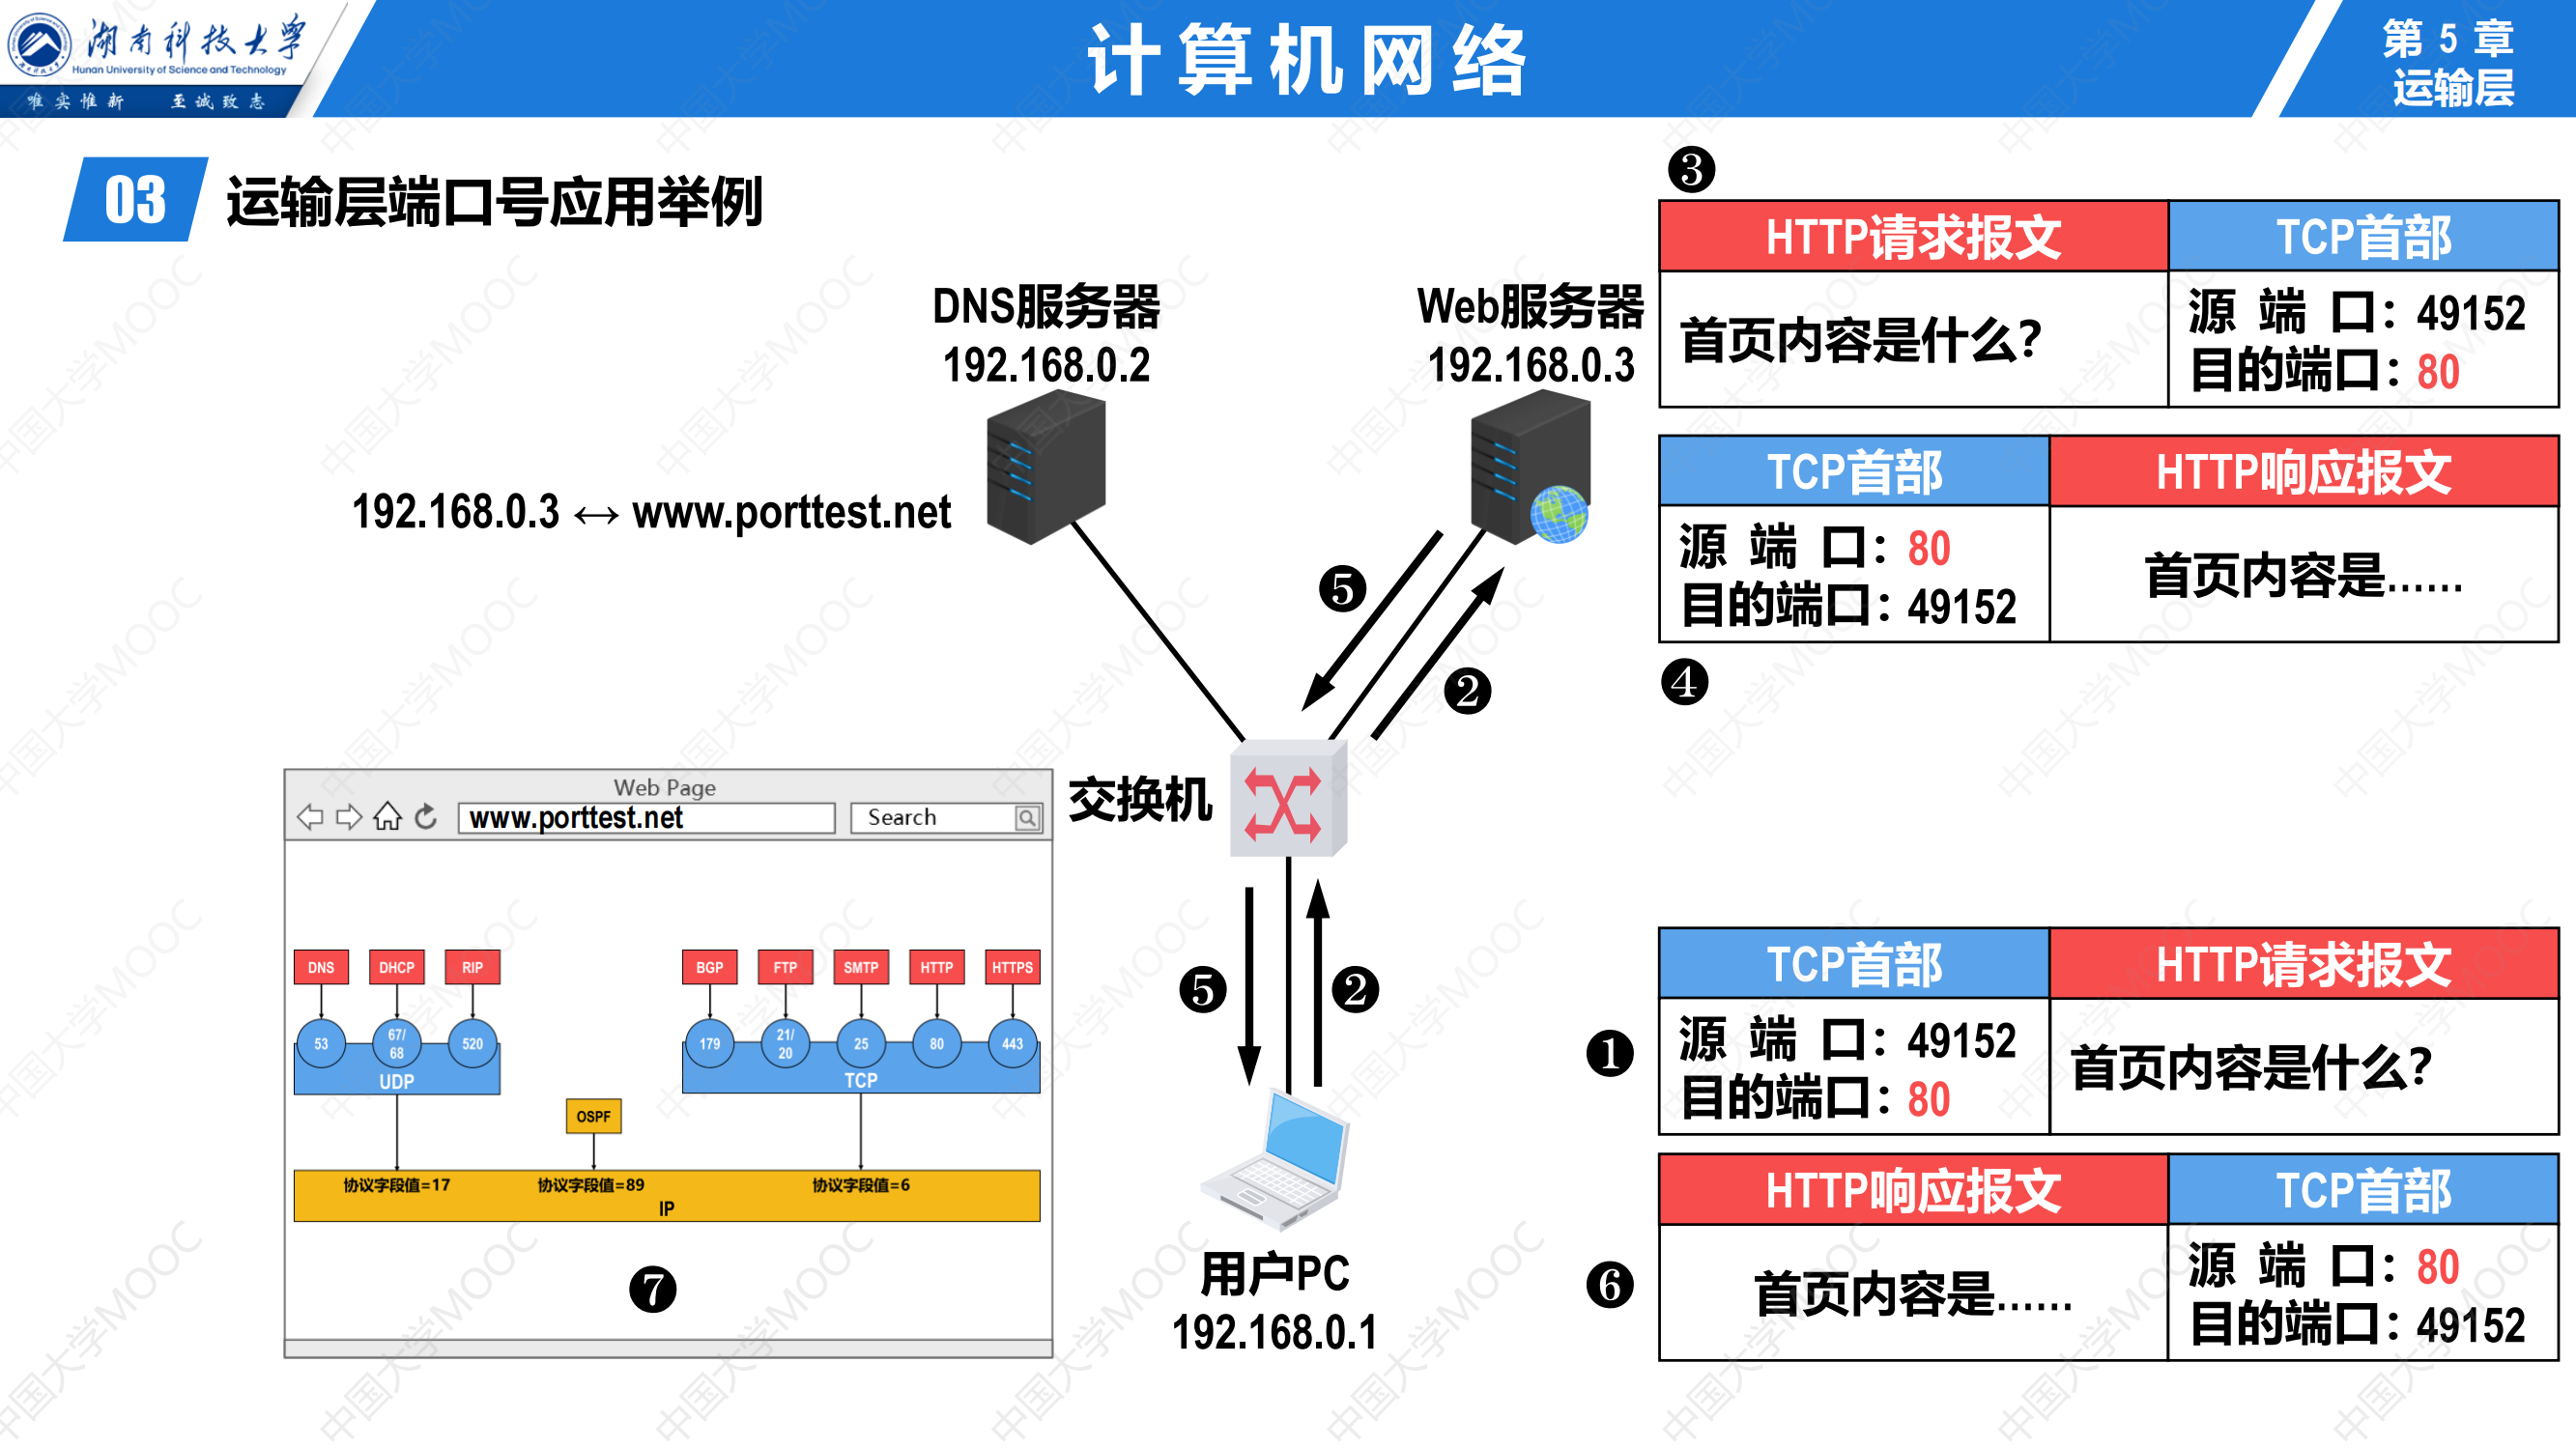 湖南科技大学
Hunan University of Science and Technology
唯实惟新 至诚致志
计算机网络
第 5 章
运输层
03 运输层端口号应用举例
❸
HTTP请求报文 TCP首部
首页内容是什么？
源 端 口：49152
目的端口：80
DNS服务器
192.168.0.2
Web服务器
192.168.0.3
TCP首部 HTTP响应报文
源 端 口：80
目的端口：49152
首页内容是……
❹
192.168.0.3 ↔ www.porttest.net
❺
❷
交换机
Web Page
www.porttest.net Search
DNS DHCP RIP BGP FTP SMTP HTTP HTTPS
53 67/68 520 179 21/20 25 80 443
UDP TCP
OSPF
协议字段值=17 协议字段值=89 协议字段值=6
IP
❼
❺ ❷
用户PC
192.168.0.1
❶
TCP首部 HTTP请求报文
源 端 口：49152
目的端口：80
首页内容是什么？
❻
HTTP响应报文 TCP首部
首页内容是……
源 端 口：80
目的端口：49152
中国大学MOOC